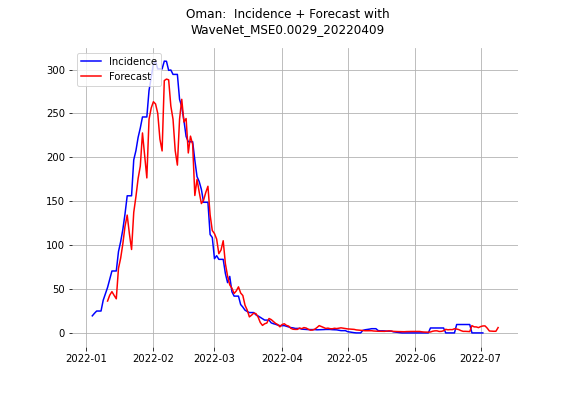 Oman:  Incidence + Forecast with
WaveNet_MSE0.0029_20220409
Incidence
Forecast
300
250
200
150
100
50
0
2022-01 2022-02 2022-03 2022-04 2022-05 2022-06 2022-07